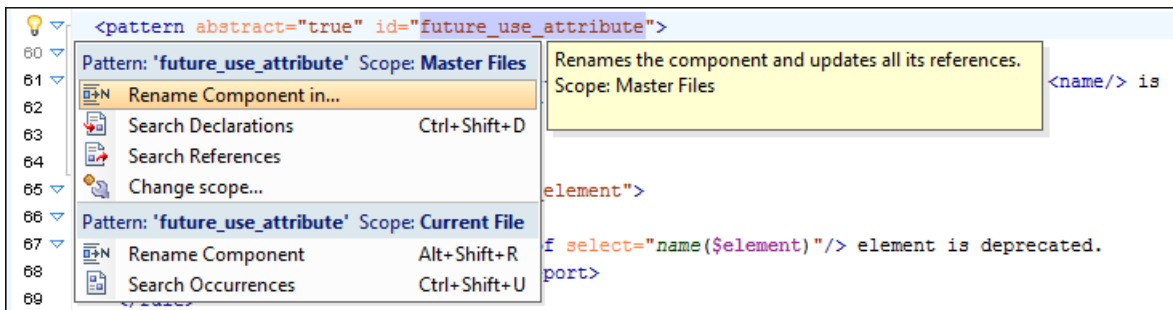 <pattern abstract="true" id="future_use_attribute">
60
Pattern: 'future_use_attribute' Scope: Master Files
Renames the component and updates all its references.
61
<name/> is
Rename Component in...
Scope: Master Files
62
Search Declarations Ctrl+Shift+D
63
Search References
64
Change scope...
65
element">
66
Pattern: 'future_use_attribute' Scope: Current File
67
f select="name($element)"/> element is deprecated.
Rename Component Alt+Shift+R
68
port>
Search Occurrences Ctrl+Shift+U
69